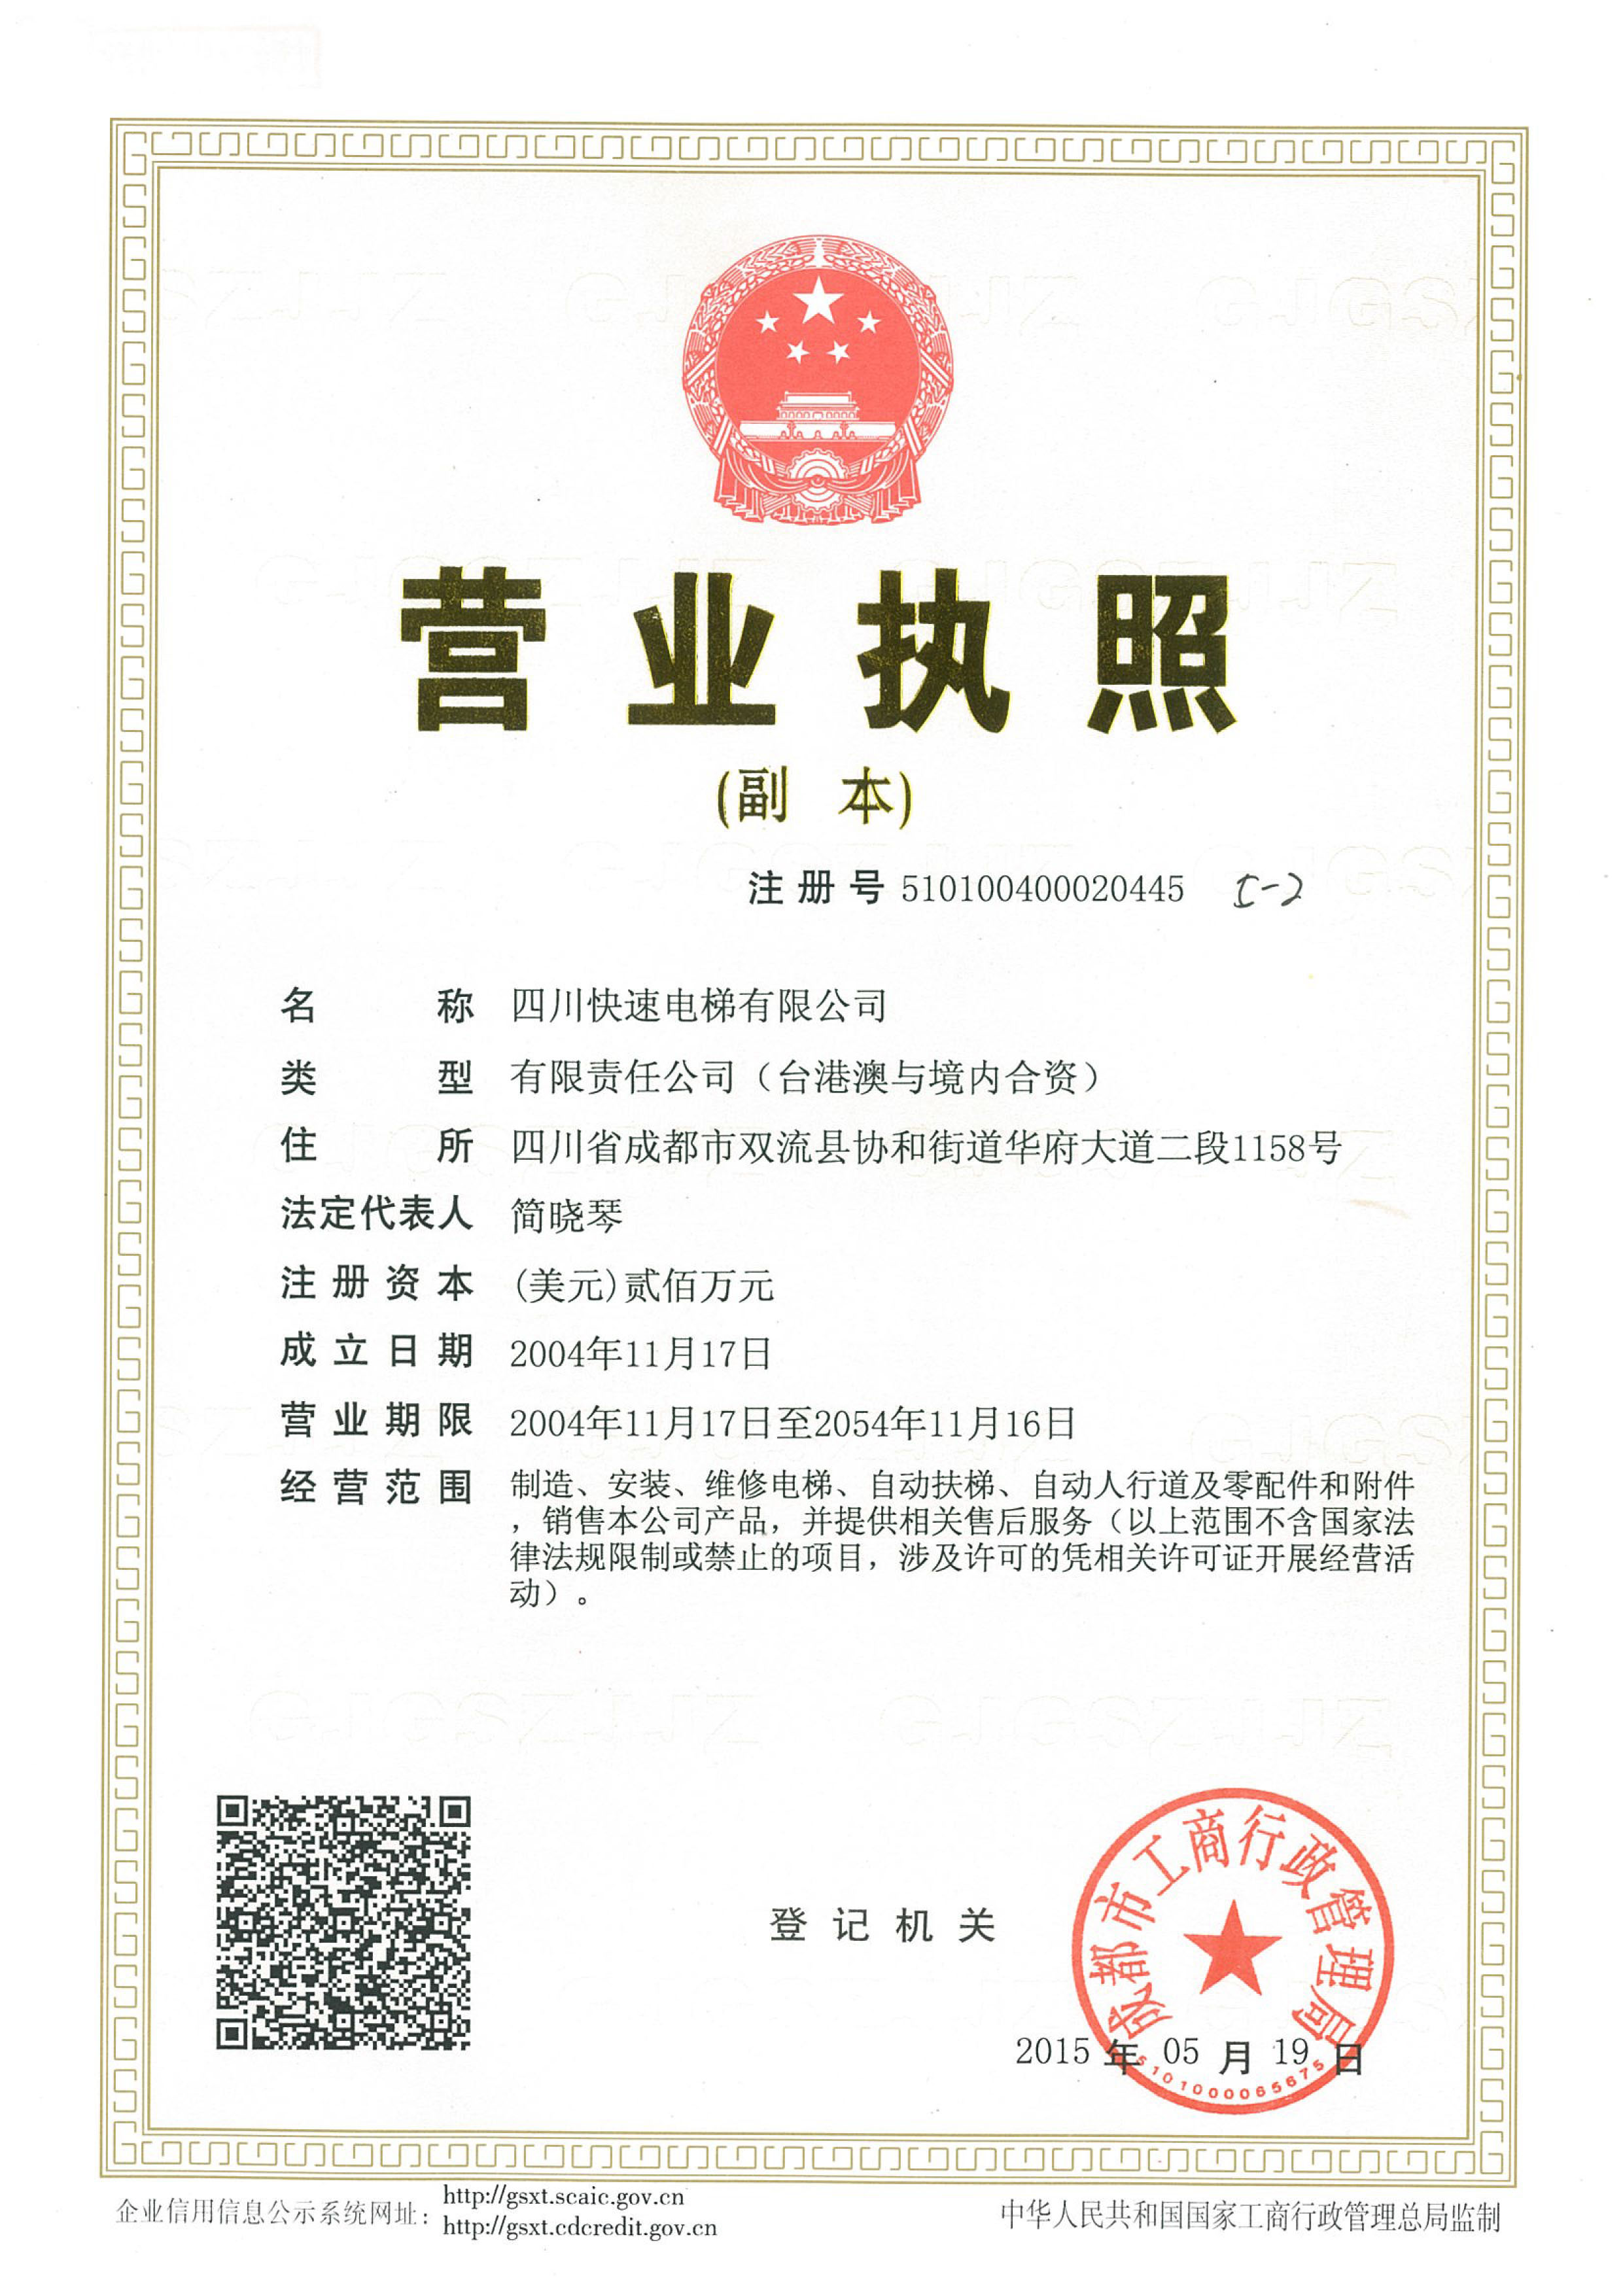 营业执照
(副 本)
注册号 510100400020445 5-2
名称 四川快速电梯有限公司
类型 有限责任公司（台港澳与境内合资）
住所 四川省成都市双流县协和街道华府大道二段1158号
法定代表人 简晓琴
注册资本 (美元)贰佰万元
成立日期 2004年11月17日
营业期限 2004年11月17日至2054年11月16日
经营范围 制造、安装、维修电梯、自动扶梯、自动人行道及零配件和附件
，销售本公司产品，并提供相关售后服务（以上范围不含国家法
律法规限制或禁止的项目，涉及许可的凭相关许可证开展经营活
动）。
成都市工商行政管理局
登记机关
2015年05月19日
5101000065675
企业信用信息公示系统网址：
http://gsxt.scaic.gov.cn
http://gsxt.cdcredit.gov.cn
中华人民共和国国家工商行政管理总局监制